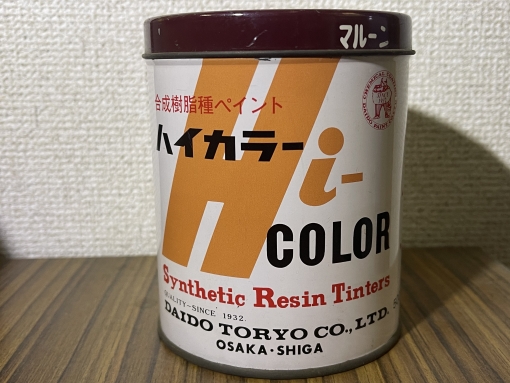 マルーン
合成樹脂種ペイント
ハイカラー
Hi-
COLOR
Synthetic Resin Tinters
QUALITY-SINCE 1932.
DAIDO TORYO CO., LTD.
OSAKA・SHIGA